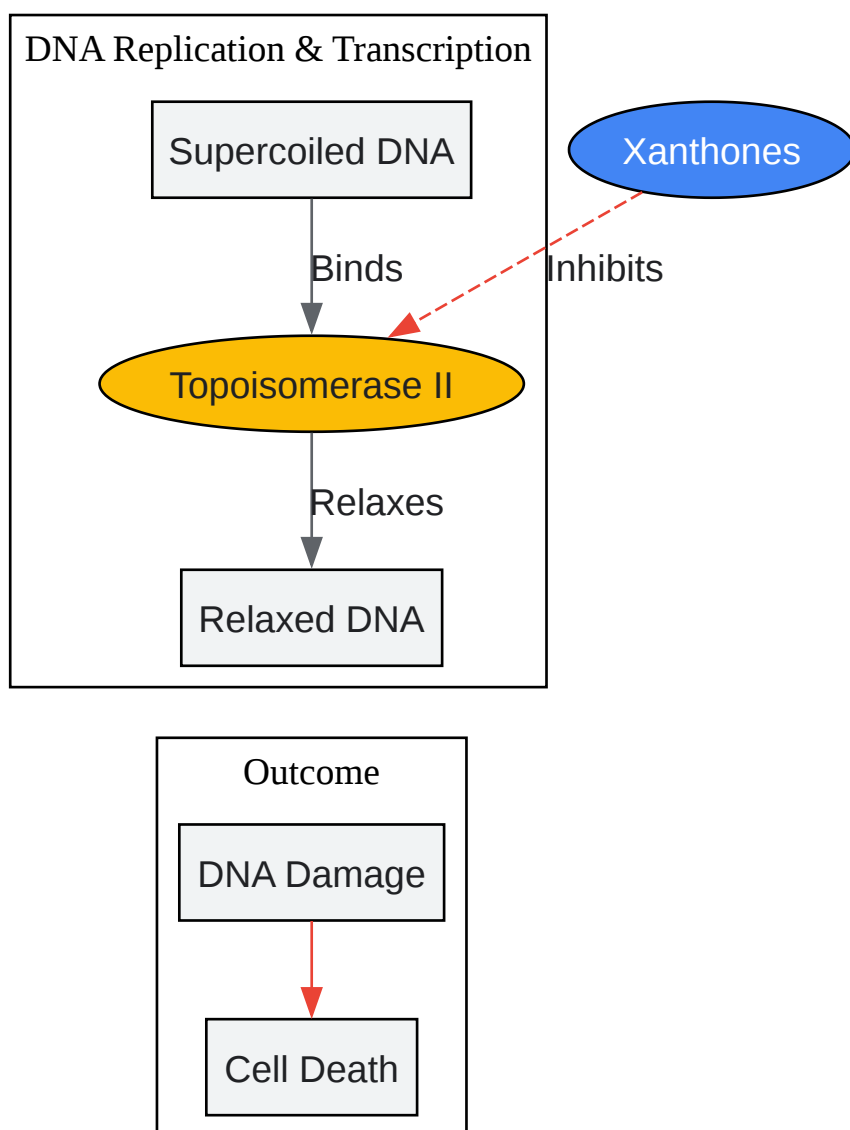 DNA Replication & Transcription
Supercoiled DNA
Xanthones
Binds
Inhibits
Topoisomerase II
Relaxes
Relaxed DNA
Outcome
DNA Damage
Cell Death